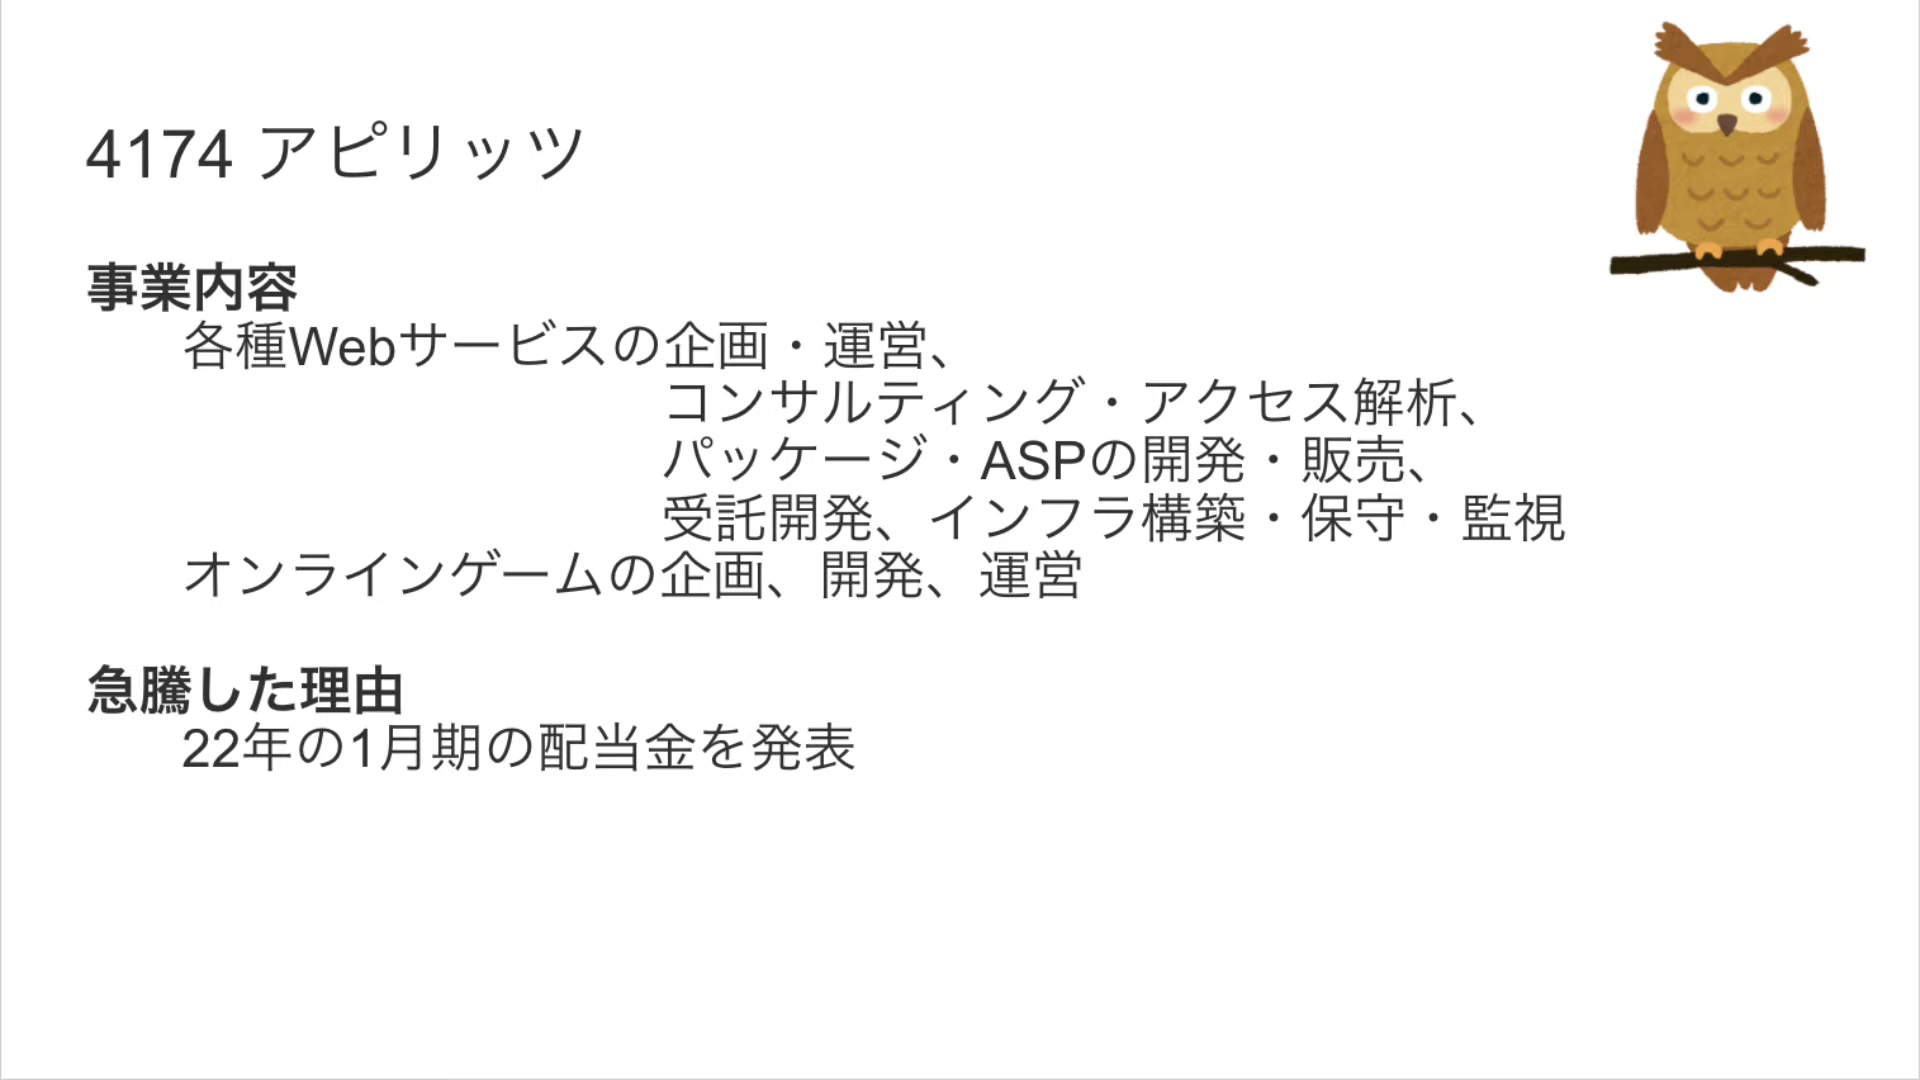 4174 アピリッツ
事業内容
各種Webサービスの企画・運営、
コンサルティング・アクセス解析、
パッケージ・ASPの開発・販売、
受託開発、インフラ構築・保守・監視
オンラインゲームの企画、開発、運営
急騰した理由
22年の1月期の配当金を発表